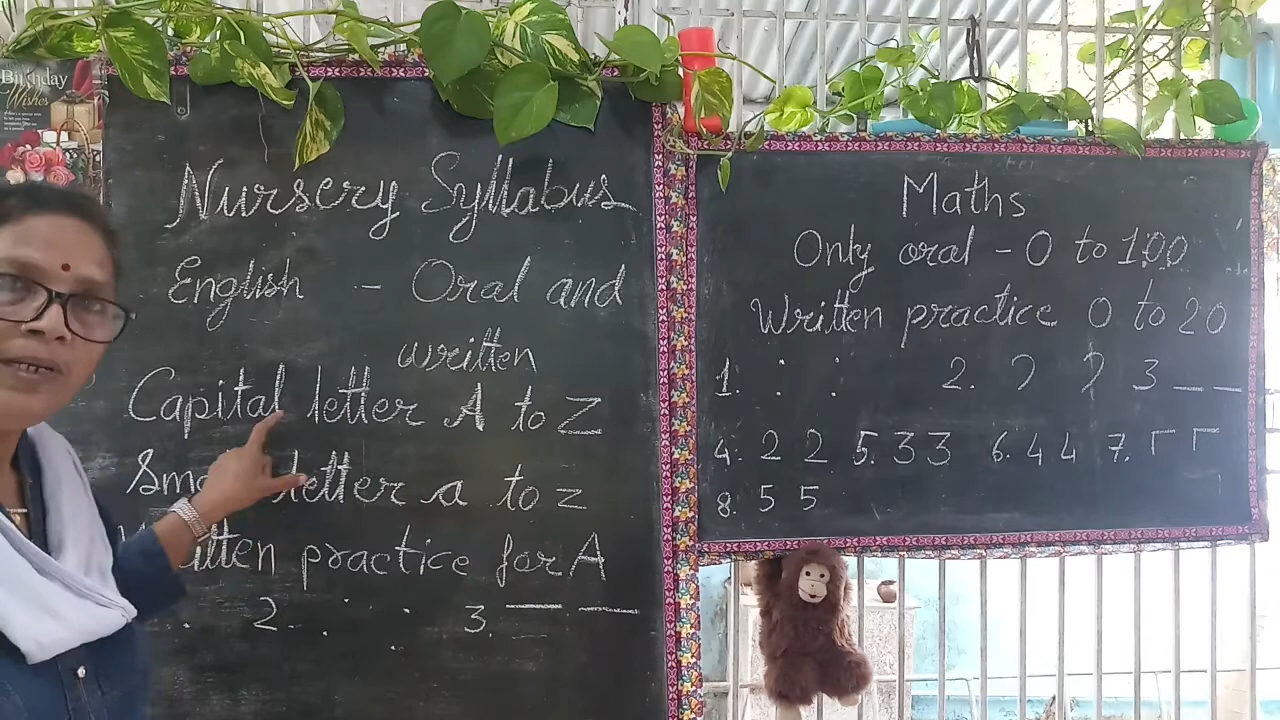 Birthday
Wishes
Nursery Syllabus
English - Oral and
written
Capital letter A to Z
letter a to z
practice for A
2. 3.
Maths
Only oral - 0 to 100
Written practice 0 to 20
1. 2. 3
4. 2 2 5. 3 3 6. 4 4 7.
8. 5 5